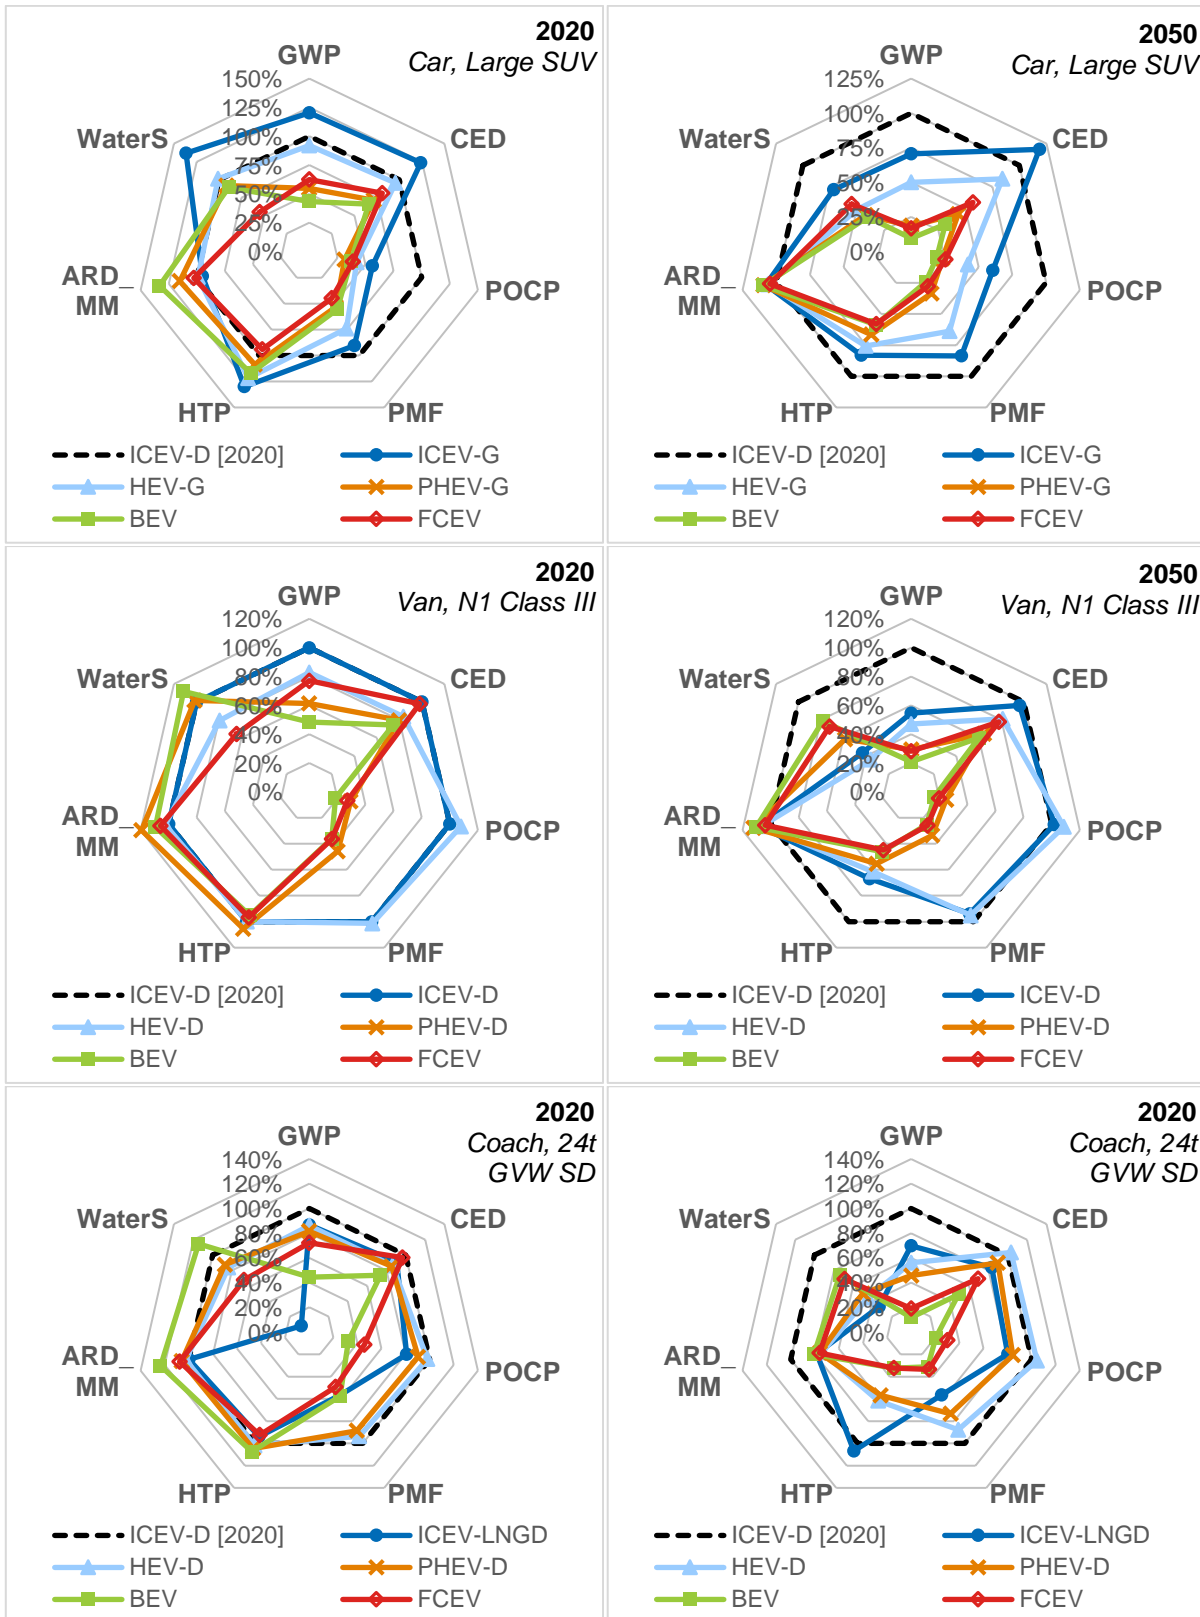 2020
Car, Large SUV
GWP
150%
125%
100%
75%
50%
25%
0%
WaterS
CED
ARD_
MM
POCP
HTP
PMF
ICEV-D [2020]
ICEV-G
HEV-G
PHEV-G
BEV
FCEV
2050
Car, Large SUV
GWP
125%
100%
75%
50%
25%
0%
WaterS
CED
ARD_
MM
POCP
HTP
PMF
ICEV-D [2020]
ICEV-G
HEV-G
PHEV-G
BEV
FCEV
2020
Van, N1 Class III
GWP
120%
100%
80%
60%
40%
20%
0%
WaterS
CED
ARD_
MM
POCP
HTP
PMF
ICEV-D [2020]
ICEV-D
HEV-D
PHEV-D
BEV
FCEV
2050
Van, N1 Class III
GWP
120%
100%
80%
60%
40%
20%
0%
WaterS
CED
ARD_
MM
POCP
HTP
PMF
ICEV-D [2020]
ICEV-D
HEV-D
PHEV-D
BEV
FCEV
2020
Coach, 24t
GVW SD
GWP
140%
120%
100%
80%
60%
40%
20%
0%
WaterS
CED
ARD_
MM
POCP
HTP
PMF
ICEV-D [2020]
ICEV-LNGD
HEV-D
PHEV-D
BEV
FCEV
2020
Coach, 24t
GVW SD
GWP
140%
120%
100%
80%
60%
40%
20%
0%
WaterS
CED
ARD_
MM
POCP
HTP
PMF
ICEV-D [2020]
ICEV-LNGD
HEV-D
PHEV-D
BEV
FCEV